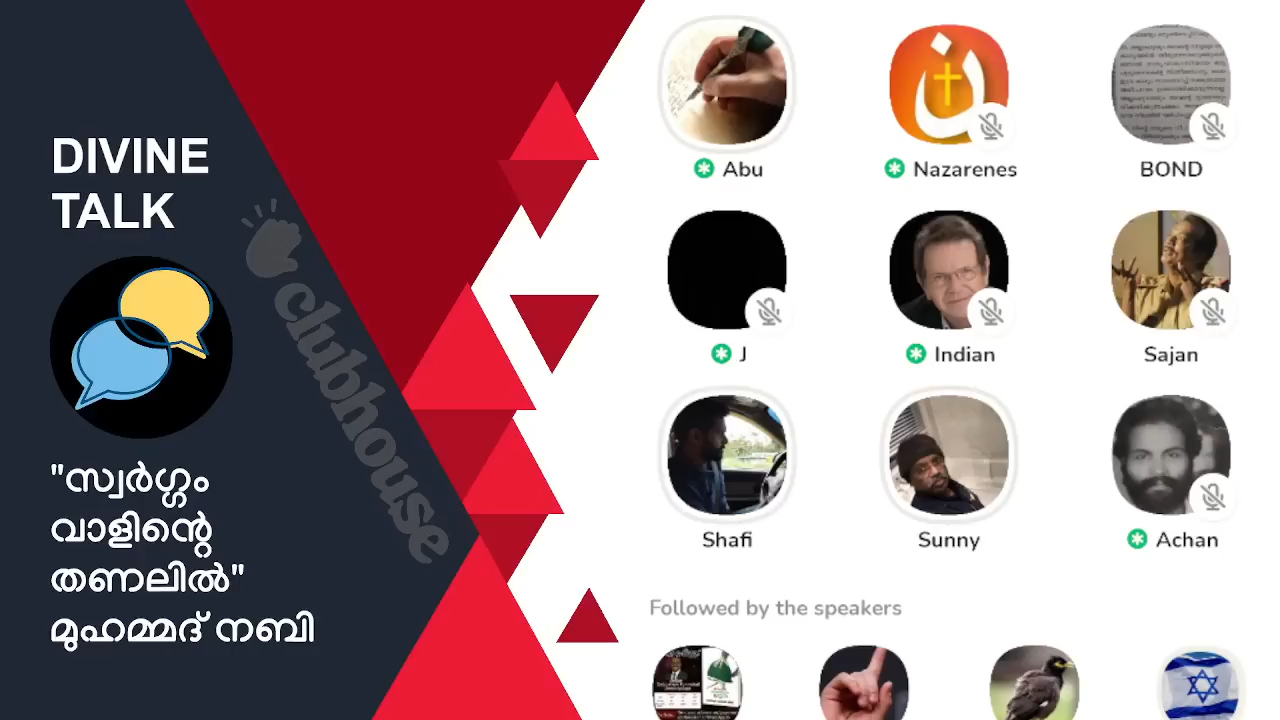 DIVINE
TALK
clubhouse
"സ്വർഗ്ഗം
വാളിന്റെ
തണലിൽ"
മുഹമ്മദ് നബി
Abu
Nazarenes
BOND
J
Indian
Sajan
Shafi
Sunny
Achan
Followed by the speakers